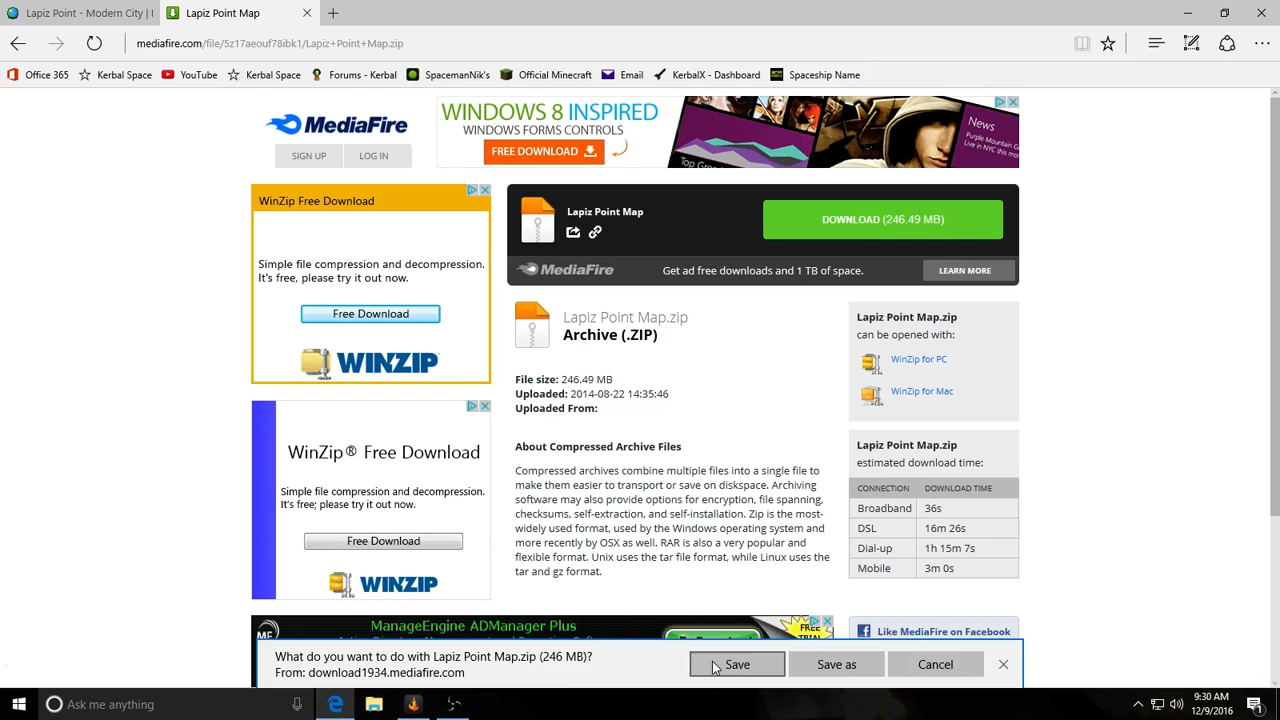 Lapiz Point - Modern City |
Lapiz Point Map
mediafire.com/file/5z17aeouf78ibk1/Lapiz+Point+Map.zip
Office 365 Kerbal Space YouTube Kerbal Space Forums - Kerbal SpacemanNik's Official Minecraft Email KerbalX - Dashboard Spaceship Name
MediaFire
SIGN UP LOG IN
WINDOWS 8 INSPIRED
WINDOWS FORMS CONTROLS
FREE DOWNLOAD
News
Purple Mountain
Live in NYC this
WinZip Free Download
Simple file compression and decompression.
It's free, please try it out now.
Free Download
WINZIP
Lapiz Point Map
DOWNLOAD (246.49 MB)
MediaFire
Get ad free downloads and 1 TB of space.
LEARN MORE
Lapiz Point Map.zip
Archive (.ZIP)
File size: 246.49 MB
Uploaded: 2014-08-22 14:35:46
Uploaded From:
About Compressed Archive Files
Compressed archives combine multiple files into a single file to
make them easier to transport or save on diskspace. Archiving
software may also provide options for encryption, file spanning,
checksums, self-extraction, and self-installation. Zip is the most-
widely used format, used by the Windows operating system and
more recently by OSX as well. RAR is also a very popular and
flexible format. Unix uses the tar file format, while Linux uses the
tar and gz format.
Lapiz Point Map.zip
can be opened with:
WinZip for PC
WinZip for Mac
Lapiz Point Map.zip
estimated download time:
CONNECTION DOWNLOAD TIME
Broadband 36s
DSL 16m 26s
Dial-up 1h 15m 7s
Mobile 3m 0s
WinZip® Free Download
Simple file compression and decompression.
It's free; please try it out now.
Free Download
WINZIP
ManageEngine ADManager Plus
FREE
Like MediaFire on Facebook
What do you want to do with Lapiz Point Map.zip (246 MB)?
From: download1934.mediafire.com
Save Save as Cancel
Ask me anything
9:30 AM
12/9/2016